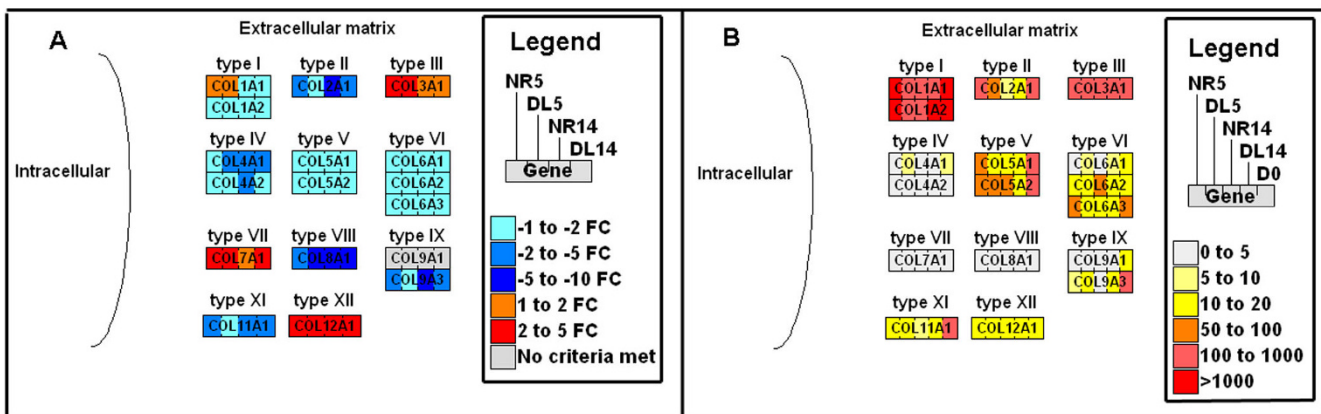 A
Extracellular matrix
type I
type II
type III
COL1A1
COL2A1
COL3A1
COL1A2
type IV
type V
type VI
COL4A1
COL5A1
COL6A1
COL4A2
COL5A2
COL6A2
COL6A3
Intracellular
type VII
type VIII
type IX
COL7A1
COL8A1
COL9A1
COL9A3
type XI
type XII
COL11A1
COL12A1
Legend
NR5
DL5
NR14
DL14
Gene
-1 to -2 FC
-2 to -5 FC
-5 to -10 FC
1 to 2 FC
2 to 5 FC
No criteria met
B
Extracellular matrix
type I
type II
type III
COL1A1
COL2A1
COL3A1
COL1A2
type IV
type V
type VI
COL4A1
COL5A1
COL6A1
COL4A2
COL5A2
COL6A2
COL6A3
Intracellular
type VII
type VIII
type IX
COL7A1
COL8A1
COL9A1
COL9A3
type XI
type XII
COL11A1
COL12A1
Legend
NR5
DL5
NR14
DL14
D0
Gene
0 to 5
5 to 10
10 to 20
50 to 100
100 to 1000
>1000